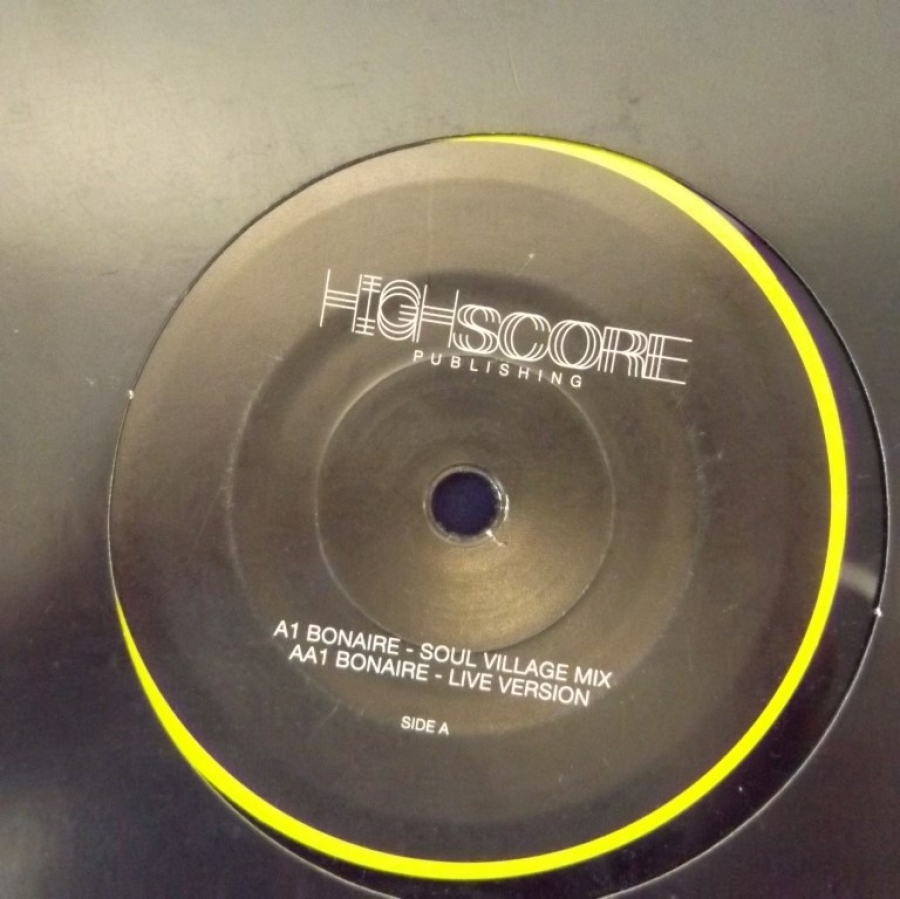 HIGHSCORE
PUBLISHING
A1 BONAIRE - SOUL VILLAGE MIX
AA1 BONAIRE - LIVE VERSION
SIDE A